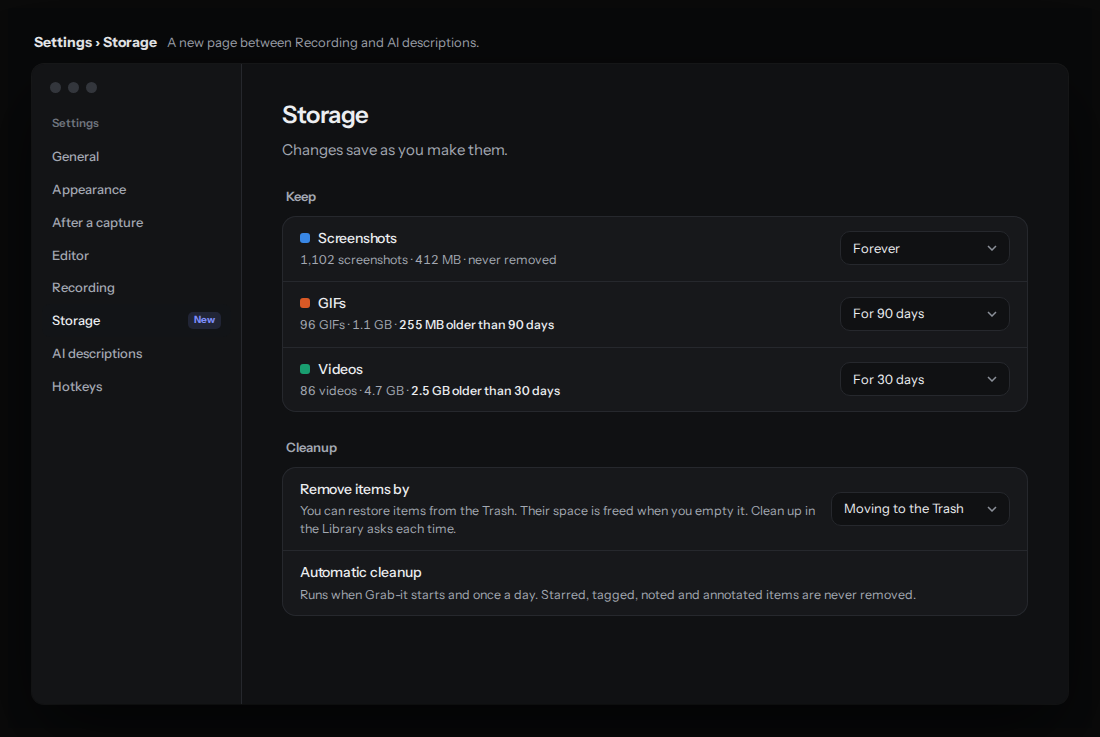 Settings › Storage A new page between Recording and AI descriptions.
Settings
General
Appearance
After a capture
Editor
Recording
Storage New
AI descriptions
Hotkeys
Storage
Changes save as you make them.
Keep
Screenshots
1,102 screenshots · 412 MB · never removed
Forever
GIFs
96 GIFs · 1.1 GB · 255 MB older than 90 days
For 90 days
Videos
86 videos · 4.7 GB · 2.5 GB older than 30 days
For 30 days
Cleanup
Remove items by
You can restore items from the Trash. Their space is freed when you empty it. Clean up in
the Library asks each time.
Moving to the Trash
Automatic cleanup
Runs when Grab-it starts and once a day. Starred, tagged, noted and annotated items are never removed.